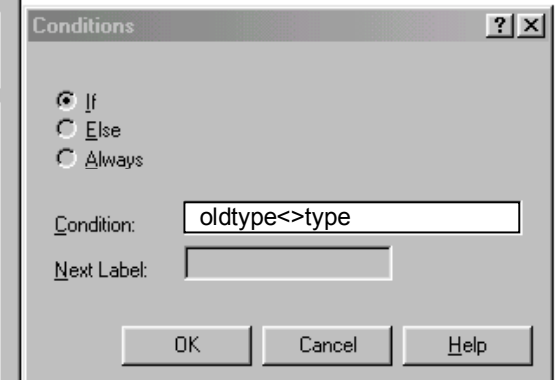 Conditions
If
Else
Always
Condition: oldtype<>type
Next Label:
OK Cancel Help